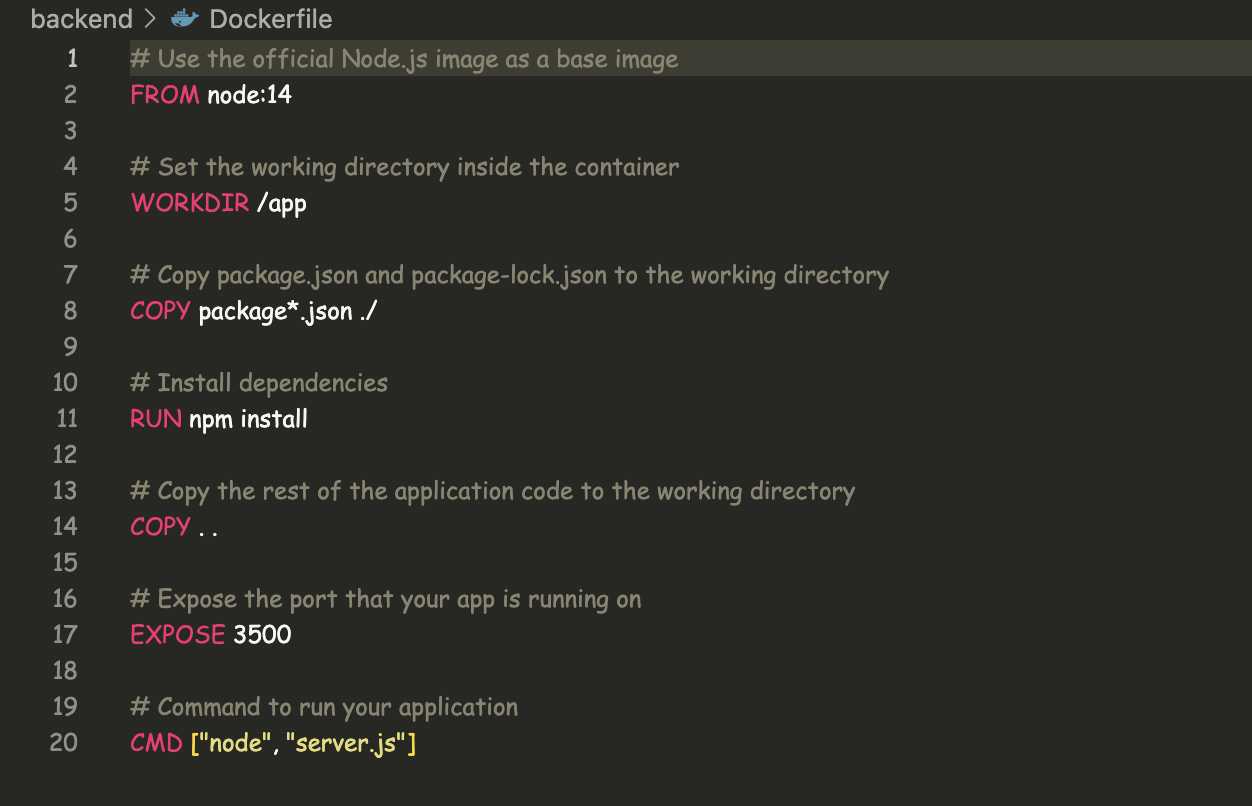 backend > Dockerfile
1 # Use the official Node.js image as a base image
2 FROM node:14
3
4 # Set the working directory inside the container
5 WORKDIR /app
6
7 # Copy package.json and package-lock.json to the working directory
8 COPY package*.json ./
9
10 # Install dependencies
11 RUN npm install
12
13 # Copy the rest of the application code to the working directory
14 COPY . .
15
16 # Expose the port that your app is running on
17 EXPOSE 3500
18
19 # Command to run your application
20 CMD ["node", "server.js"]